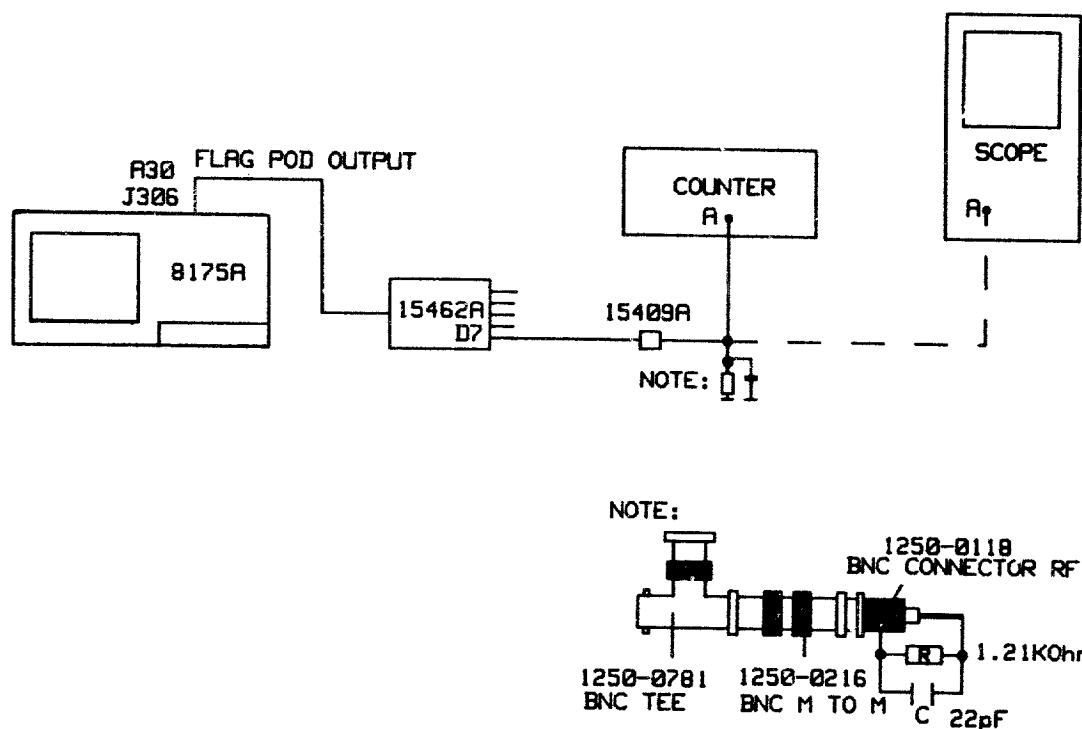 A30 FLAG POD OUTPUT
J306
8175A
15462A
D7
15409A
COUNTER
A
SCOPE
A
NOTE:
NOTE:
1250-0118
BNC CONNECTOR RF
R 1.21KOhm
1250-0781
BNC TEE
1250-0216
BNC M TO M
C 22pF